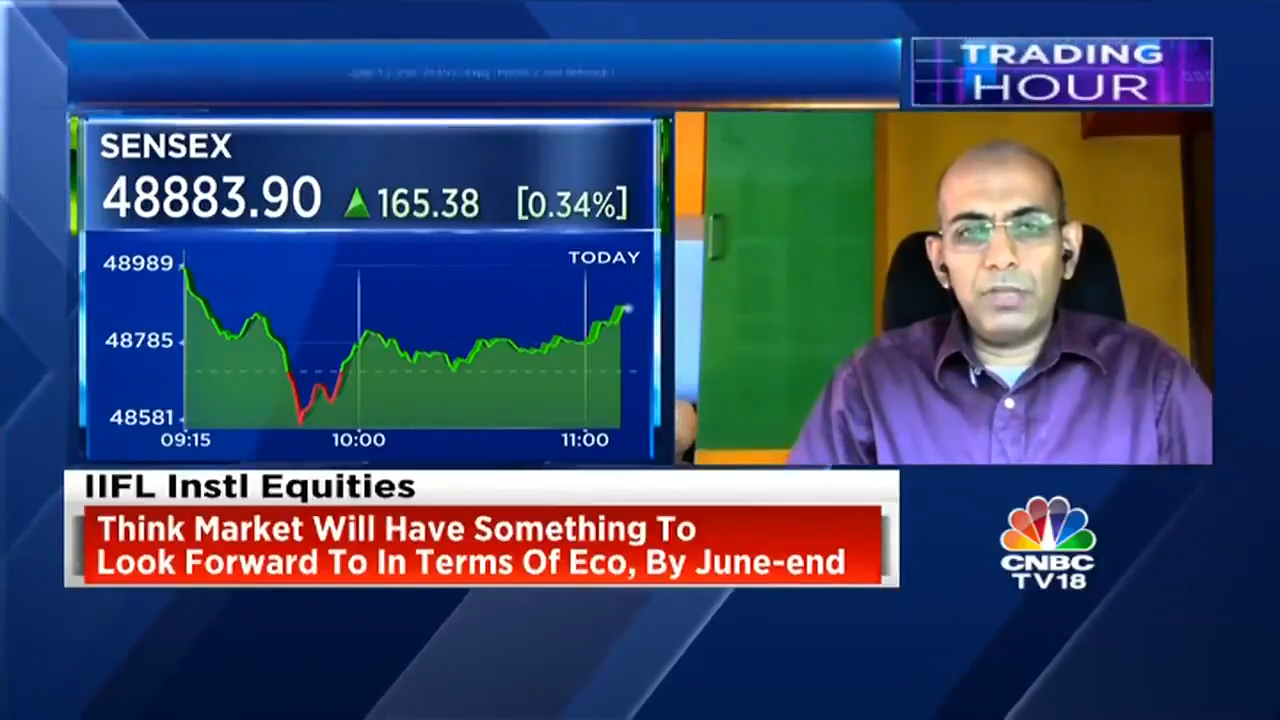 TRADING
HOUR
SENSEX
48883.90 ▲ 165.38 [0.34%]
TODAY
48989
48785
48581
09:15 10:00 11:00
IIFL Instl Equities
Think Market Will Have Something To
Look Forward To In Terms Of Eco, By June-end
CNBC
TV18